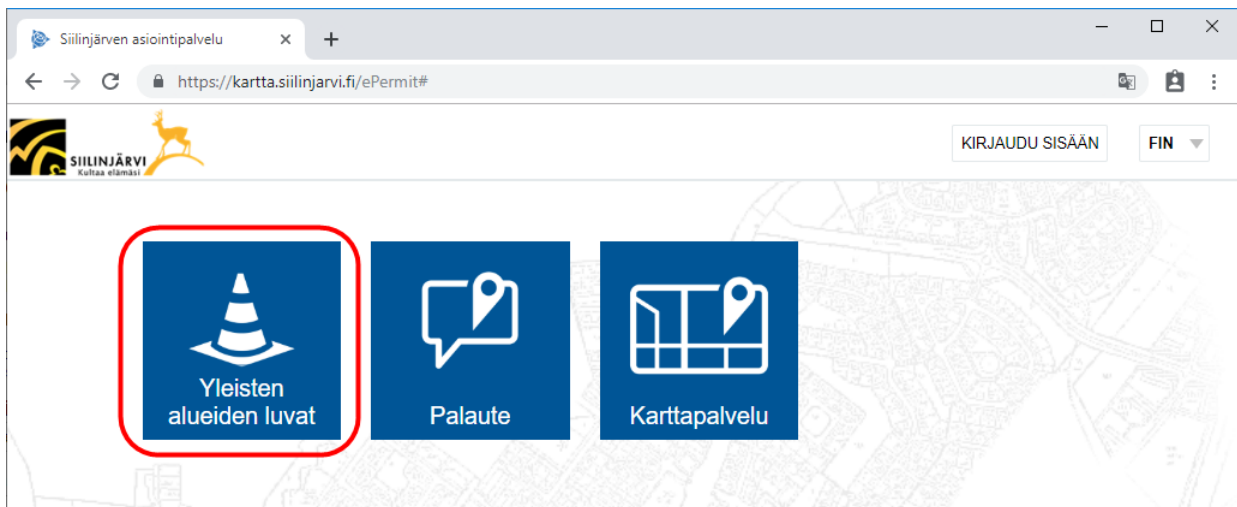 Siilinjärven asiointipalvelu
https://kartta.siilinjarvi.fi/ePermit#
SIILINJÄRVI
Kultaa elämäsi
KIRJAUDU SISÄÄN
FIN
Yleisten
alueiden luvat
Palaute
Karttapalvelu